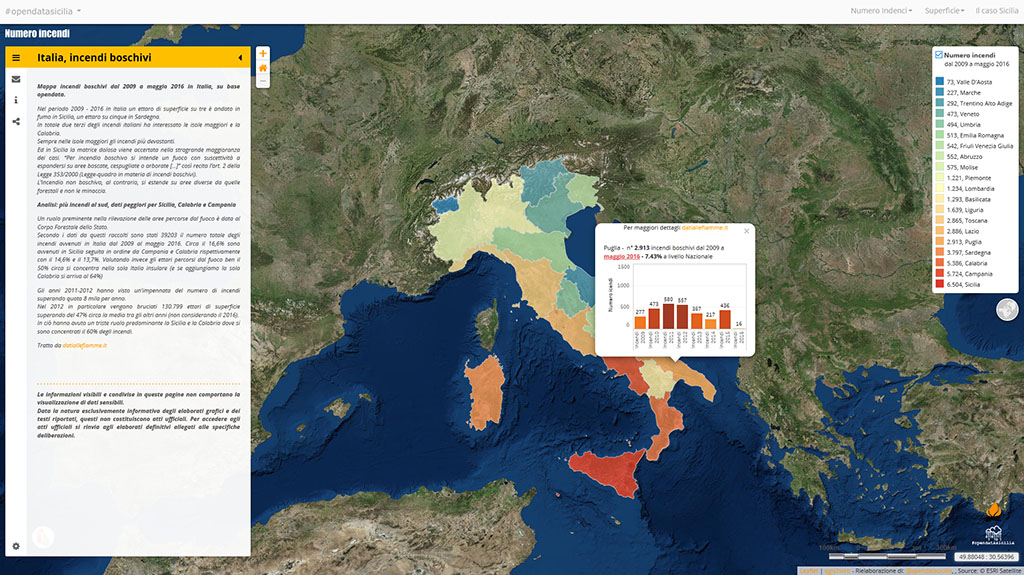 #opendatasicilia
Numero Indenci
Superficie
Il caso Sicilia
Numero incendi
Italia, incendi boschivi
Mappa incendi boschivi dal 2009 a maggio 2016 in Italia, su base
opendata.
Nel periodo 2009 - 2016 in Italia un ettaro di superficie su tre è andato in
fumo in Sicilia, un ettaro su cinque in Sardegna.
In totale due terzi degli incendi italiani ha interessato le isole maggiori e la
Calabria.
Sempre nelle isole maggiori gli incendi più devastanti.
Ed in Sicilia la matrice dolosa viene accertata nella stragrande maggioranza
dei casi. "Per incendio boschivo si intende un fuoco con suscettività a
espandersi su aree boscate, cespugliate o arborate [...]" così recita l'art. 2 della
Legge 353/2000 (Legge-quadro in materia di incendi boschivi).
L'incendio non boschivo, al contrario, si estende su aree diverse da quelle
forestali e non le minaccia.
Analisi: più incendi al sud, dati peggiori per Sicilia, Calabria e Campania
Un ruolo preminente nella rilevazione delle aree percorse dal fuoco è data al
Corpo Forestale dello Stato.
Secondo i dati da questi raccolti sono stati 39203 il numero totale degli
incendi avvenuti in Italia dal 2009 al maggio 2016. Circa il 16,6% sono
avvenuti in Sicilia seguita in ordine da Campania e Calabria rispettivamente
con il 14,6% e il 13,7%. Valutando invece gli ettari percorsi dal fuoco ben il
50% circa si concentra nella sola Italia insulare (e se aggiungiamo la sola
Calabria si arriva al 64%)
Gli anni 2011-2012 hanno visto un'impennata del numero di incendi
superando quota 8 mila per anno.
Nel 2012 in particolare vengono bruciati 130.799 ettari di superficie
superando del 47% circa la media tra gli altri anni (non considerando il 2016).
In ciò hanno avuto un triste ruolo predominante la Sicilia e la Calabria dove si
sono concentrati il 60% degli incendi.
Tratto da datiallefiamme.it
Le informazioni visibili e condivise in queste pagine non comportano la
visualizzazione di dati sensibili.
Data la natura esclusivamente informativa degli elaborati grafici e dei
testi riportati, questi non costituiscono atti ufficiali. Per accedere agli
atti ufficiali si rinvia agli elaborati definitivi allegati alle specifiche
deliberazioni.
Per maggiori dettagli datiallefiamme.it
Puglia - n° 2.913 incendi boschivi dal 2009 a
maggio 2016 - 7.43% a livello Nazionale
Numero icendi
1500
1000
500
0
277
473
580
557
367
217
436
16
Incendi 2009
Incendi 2010
Incendi 2011
Incendi 2012
Incendi 2013
Incendi 2014
Incendi 2015
Incendi 2016
Numero incendi
dal 2009 a maggio 2016
73, Valle D'Aosta
227, Marche
292, Trentino Alto Adige
473, Veneto
494, Umbria
513, Emilia Romagna
542, Friuli Venezia Giulia
552, Abruzzo
575, Molise
1.221, Piemonte
1.234, Lombardia
1.293, Basilicata
1.639, Liguria
2.865, Toscana
2.886, Lazio
2.913, Puglia
3.797, Sardegna
5.386, Calabria
5.724, Campania
6.504, Sicilia
#opendatasicilia
49.88048 : 30.56396
Leaflet | - Rielaborazione di: , Source: © ESRI Satellite